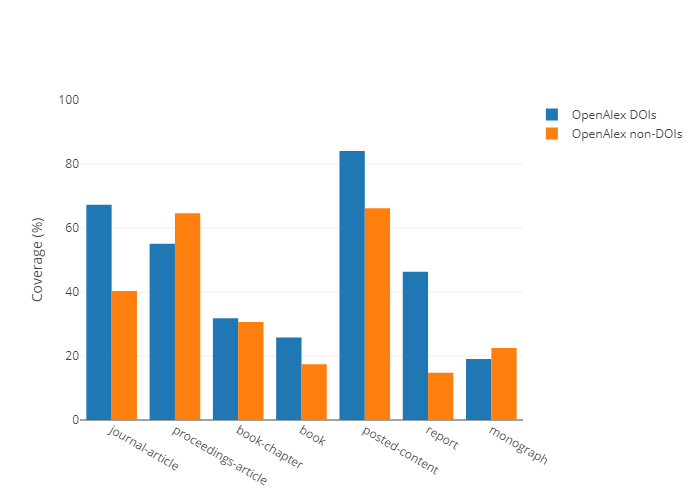 100
80
60
40
20
0
Coverage (%)
journal-article
proceedings-article
book-chapter
book
posted-content
report
monograph
OpenAlex DOIs
OpenAlex non-DOIs